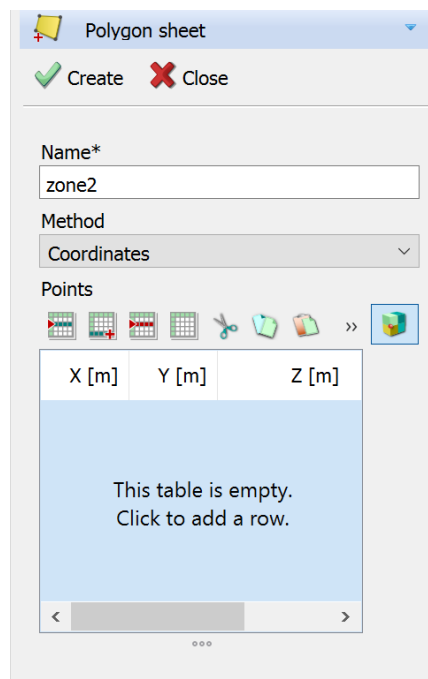 Polygon sheet
Create Close
Name*
zone2
Method
Coordinates
Points
»
X [m] Y [m] Z [m]
This table is empty.
Click to add a row.